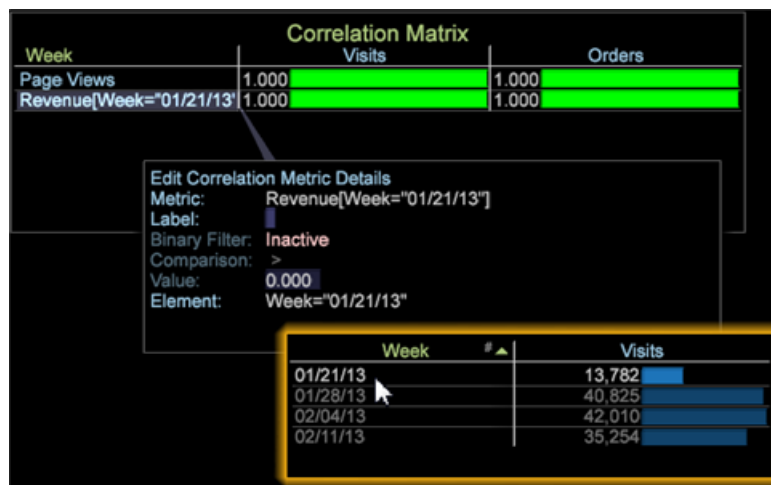 Correlation Matrix
Week Visits Orders
Page Views 1.000 1.000
Revenue[Week="01/21/13" 1.000 1.000
Edit Correlation Metric Details
Metric: Revenue[Week="01/21/13"]
Label:
Binary Filter: Inactive
Comparison: >
Value: 0.000
Element: Week="01/21/13"
Week # Visits
01/21/13 13,782
01/28/13 40,825
02/04/13 42,010
02/11/13 35,254